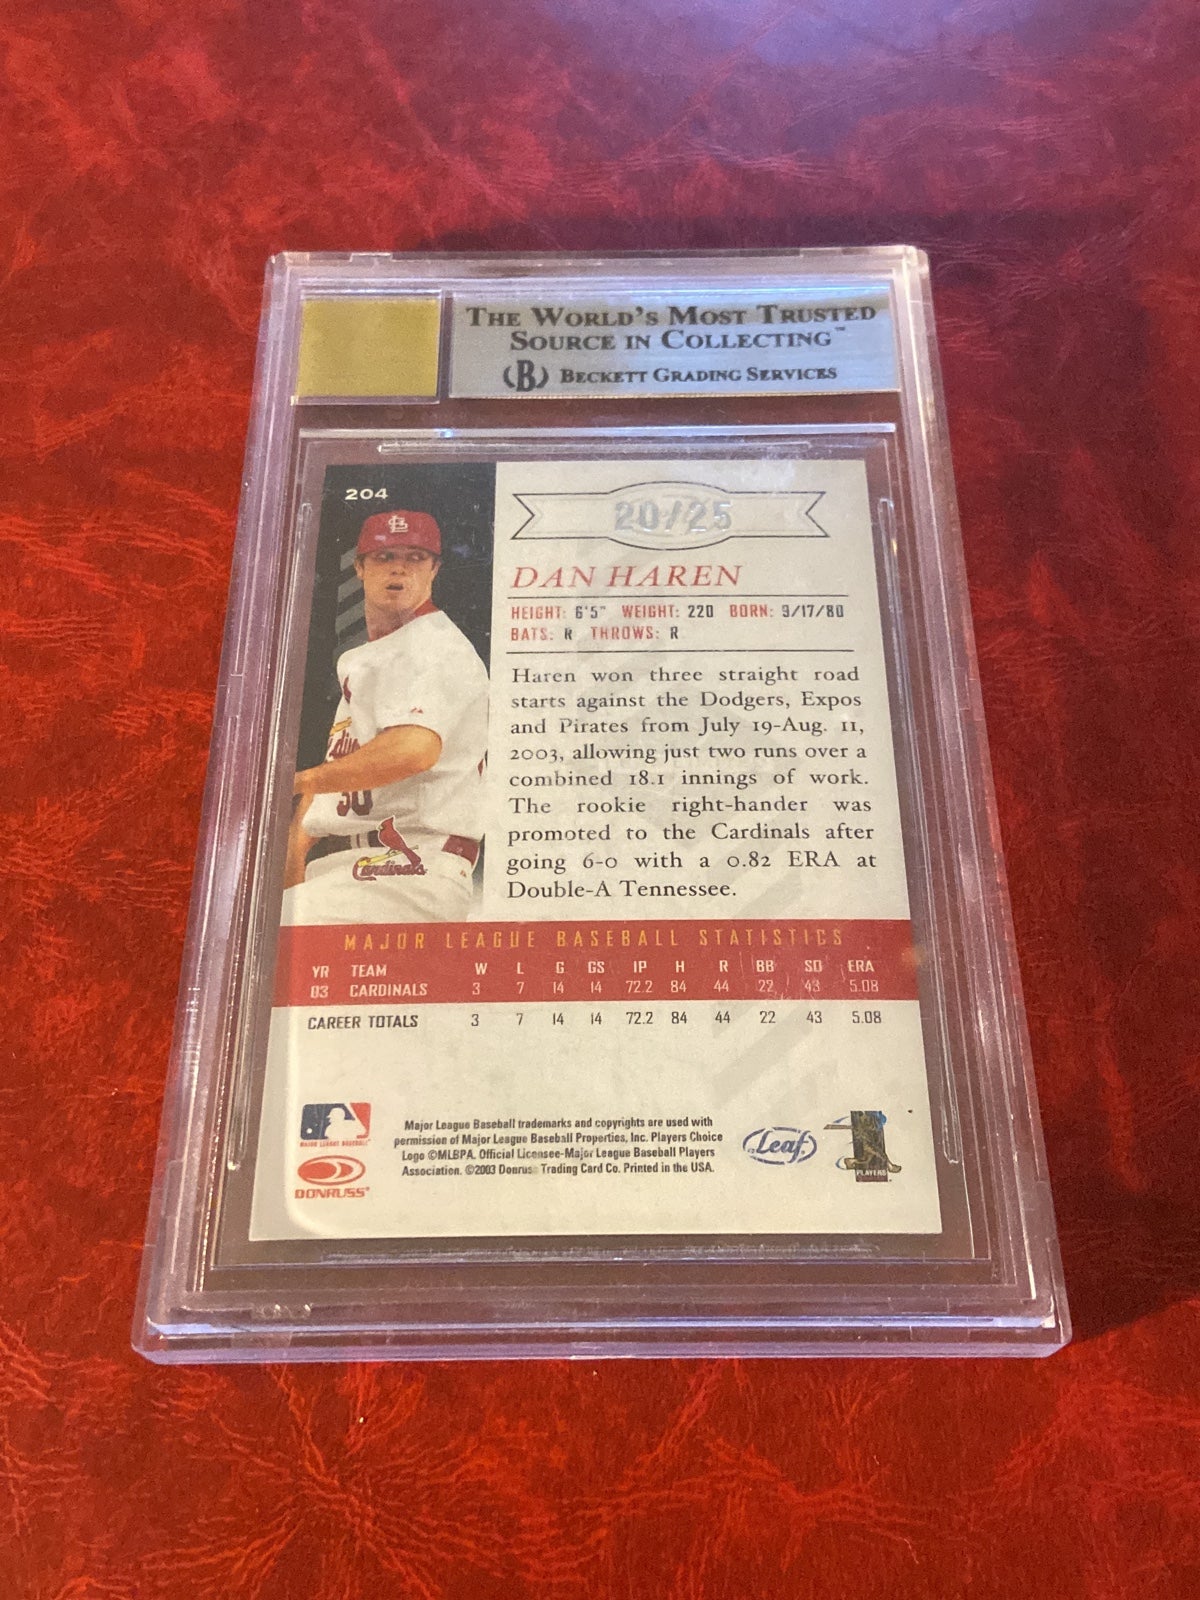 THE WORLD'S MOST TRUSTED
SOURCE IN COLLECTING™
(B) BECKETT GRADING SERVICES
204
20/25
DAN HAREN
HEIGHT: 6'5" WEIGHT: 220 BORN: 9/17/80
BATS: R THROWS: R
Haren won three straight road
starts against the Dodgers, Expos
and Pirates from July 19-Aug. 11,
2003, allowing just two runs over a
combined 18.1 innings of work.
The rookie right-hander was
promoted to the Cardinals after
going 6-0 with a 0.82 ERA at
Double-A Tennessee.
30
Cardinals
MAJOR LEAGUE BASEBALL STATISTICS
YR TEAM W L G GS IP H R BB SO ERA
03 CARDINALS 3 7 14 14 72.2 84 44 22 43 5.08
CAREER TOTALS 3 7 14 14 72.2 84 44 22 43 5.08
MAJOR LEAGUE BASEBALL
DONRUSS®
Major League Baseball trademarks and copyrights are used with
permission of Major League Baseball Properties, Inc. Players Choice
Logo ©MLBPA. Official Licensee-Major League Baseball Players
Association. ©2003 Donruss Trading Card Co. Printed in the USA.
Leaf
PLAYERS